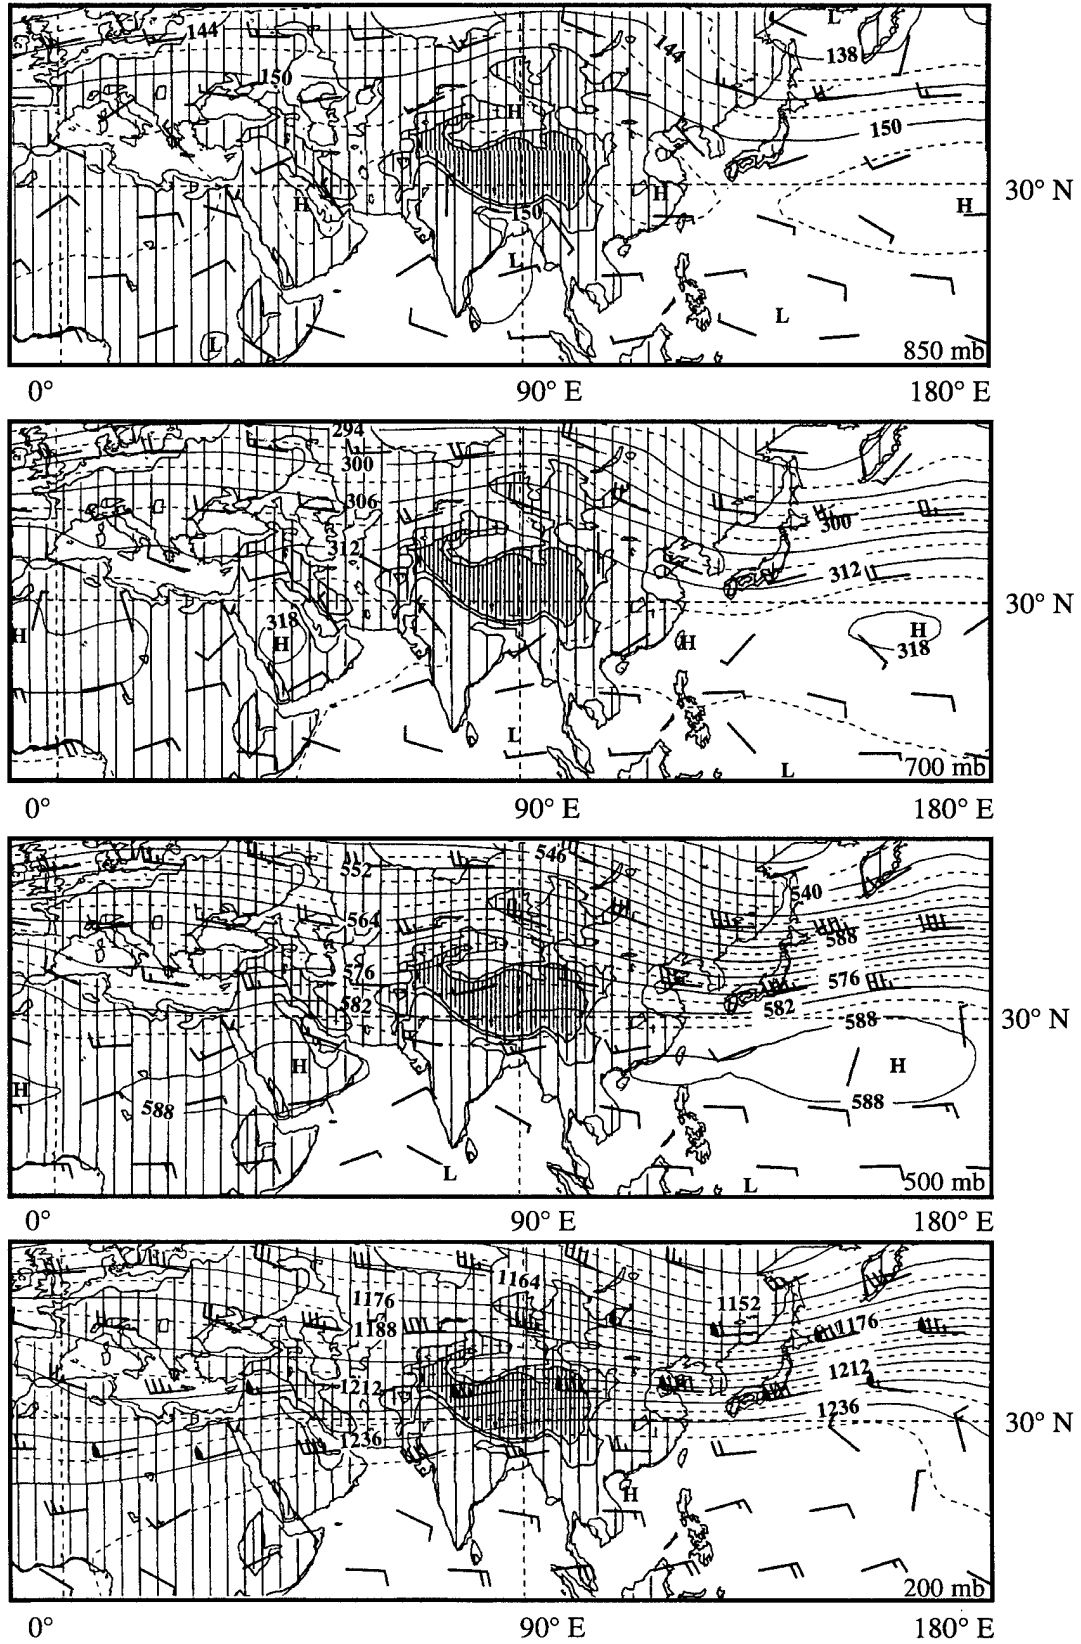 L
144 144 138
150
H 150
30° N
H H H
150
L
L
L 850 mb
0° 90° E 180° E
294
300
306 300
312 312
30° N
318
H H H H
318
L
L 700 mb
0° 90° E 180° E
552 546
540
564 588
576 576
582 582
588 30° N
H H
H
588 588
L L 500 mb
0° 90° E 180° E
1164
1176 1152
1188 1176
1212 1212
1236 1236
30° N
H
200 mb
0° 90° E 180° E